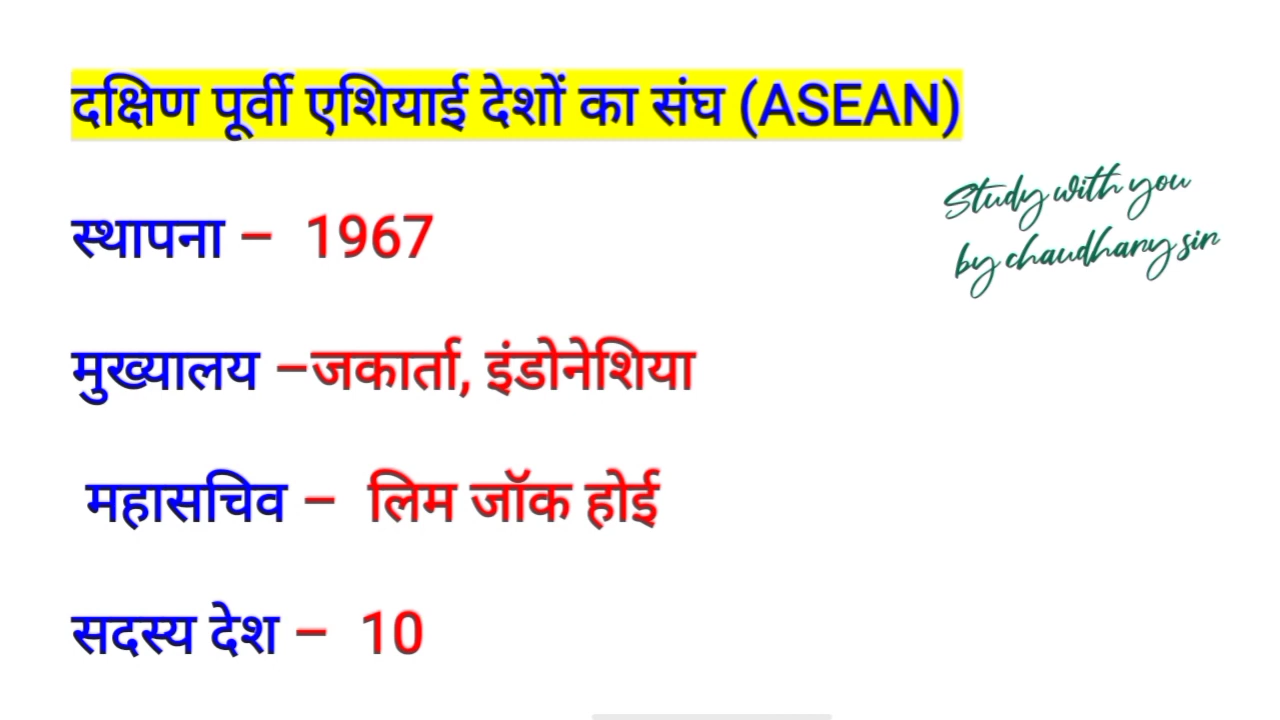 दक्षिण पूर्वी एशियाई देशों का संघ (ASEAN)
Study with you
by chaudhary sir
स्थापना – 1967
मुख्यालय –जकार्ता, इंडोनेशिया
महासचिव – लिम जॉक होई
सदस्य देश – 10